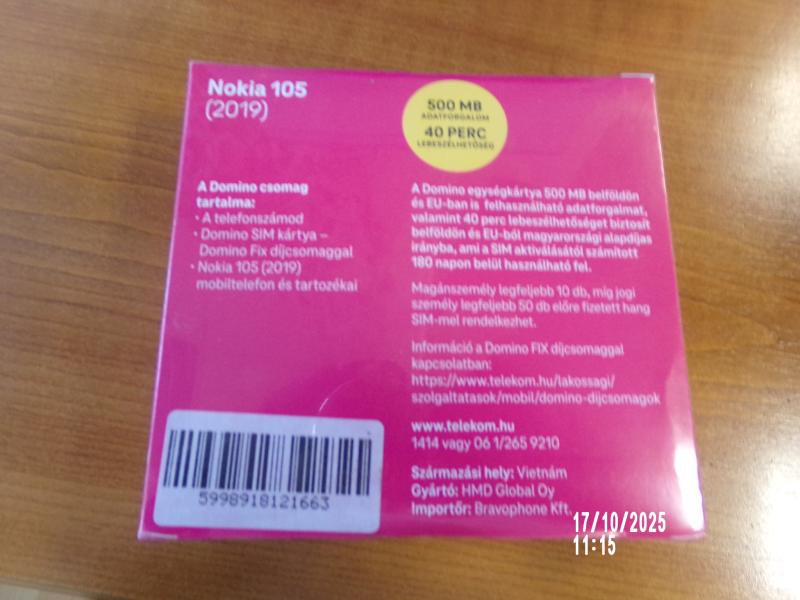 Nokia 105
(2019)
500 MB
ADATFORGALOM
40 PERC
LEBESZÉLHETŐSÉG
A Domino csomag
tartalma:
• A telefonszámod
• Domino SIM kártya –
Domino Fix díjcsomaggal
• Nokia 105 (2019)
mobiltelefon és tartozékai
A Domino egységkártya 500 MB belföldön
és EU-ban is felhasználható adatforgalmat,
valamint 40 perc lebeszélhetőséget biztosít
belföldön és EU-ból magyarországi alapdíjas
irányba, ami a SIM aktiválásától számított
180 napon belül használható fel.
Magánszemély legfeljebb 10 db, míg jogi
személy legfeljebb 50 db előre fizetett hang
SIM-mel rendelkezhet.
Információ a Domino FIX díjcsomaggal
kapcsolatban:
https://www.telekom.hu/lakossagi/
szolgaltatasok/mobil/domino-dijcsomagok
www.telekom.hu
1414 vagy 06 1/265 9210
Származási hely: Vietnám
Gyártó: HMD Global Oy
Importőr: Bravophone Kft.
5998918121663
17/10/2025
11:15